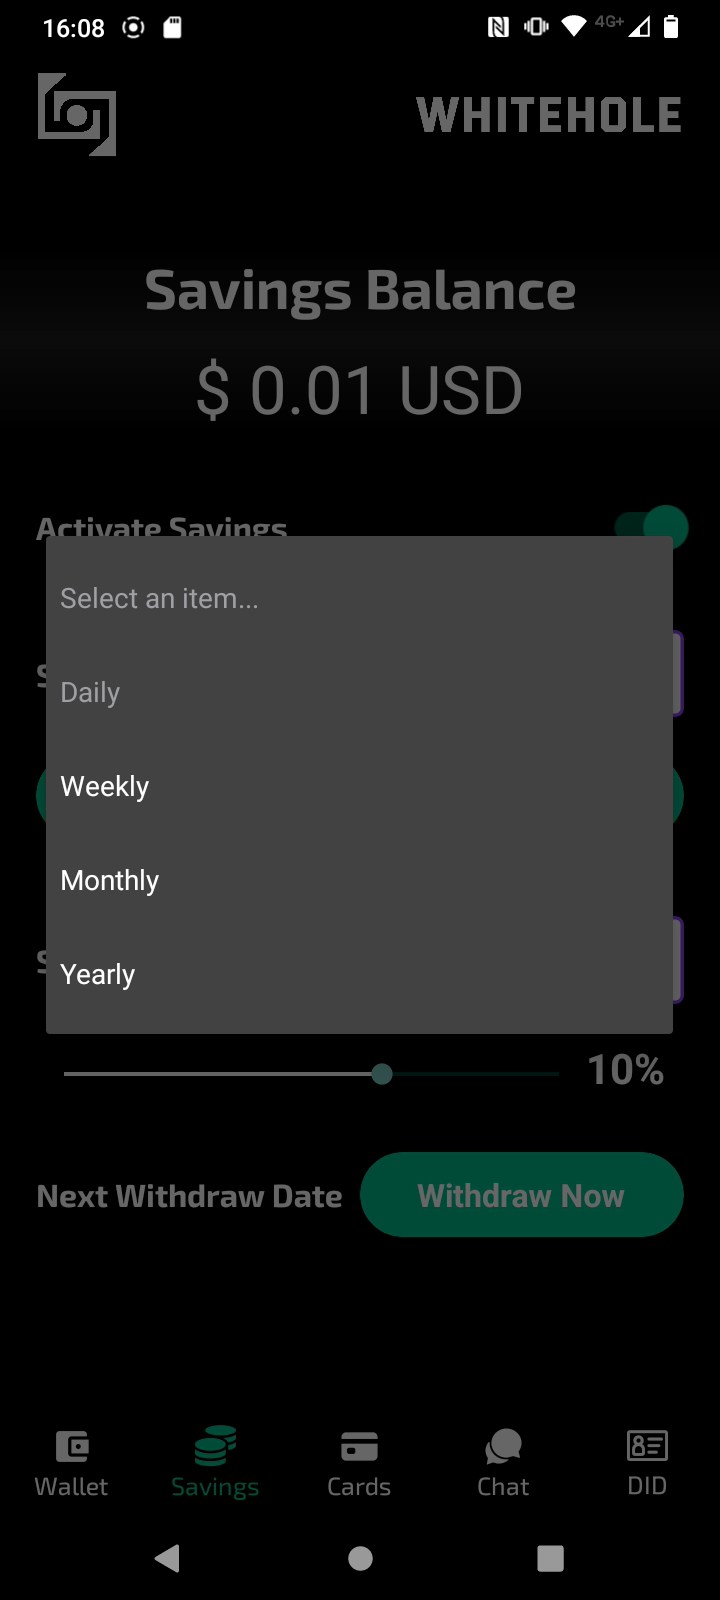 16:08
4G+
WHITEHOLE
Savings Balance
$ 0.01 USD
Activate Savings
Select an item...
Daily
Weekly
Monthly
Yearly
10%
Next Withdraw Date
Withdraw Now
Wallet
Savings
Cards
Chat
DID